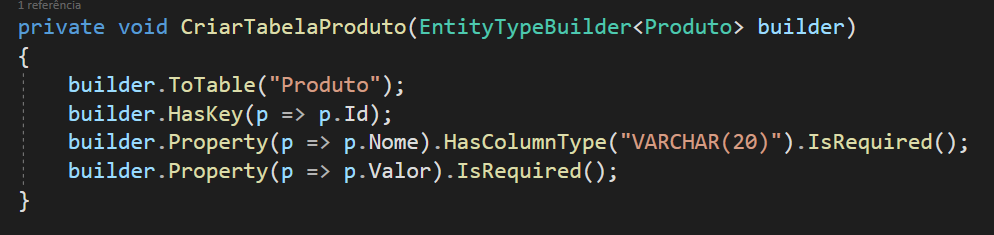 1 referência
private void CriarTabelaProduto(EntityTypeBuilder<Produto> builder)
{
builder.ToTable("Produto");
builder.HasKey(p => p.Id);
builder.Property(p => p.Nome).HasColumnType("VARCHAR(20)").IsRequired();
builder.Property(p => p.Valor).IsRequired();
}